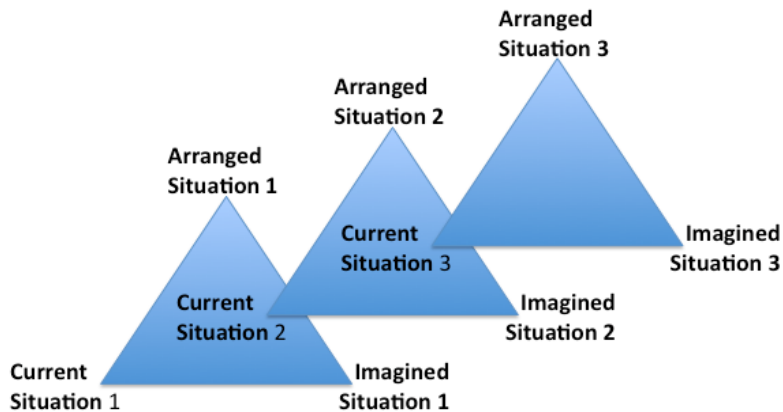 Arranged
Situation 3
Arranged
Situation 2
Arranged
Situation 1
Current
Situation 3
Imagined
Situation 3
Current
Situation 2
Imagined
Situation 2
Current
Situation 1
Imagined
Situation 1